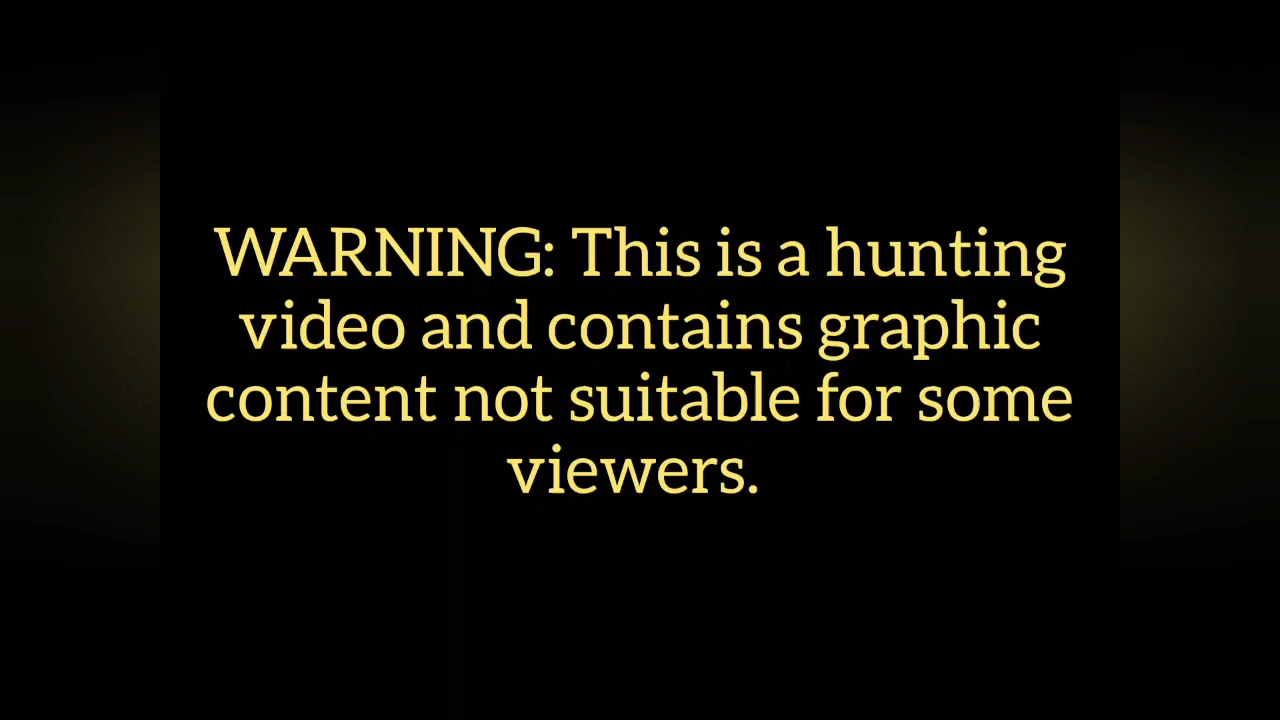 WARNING: This is a hunting
video and contains graphic
content not suitable for some
viewers.